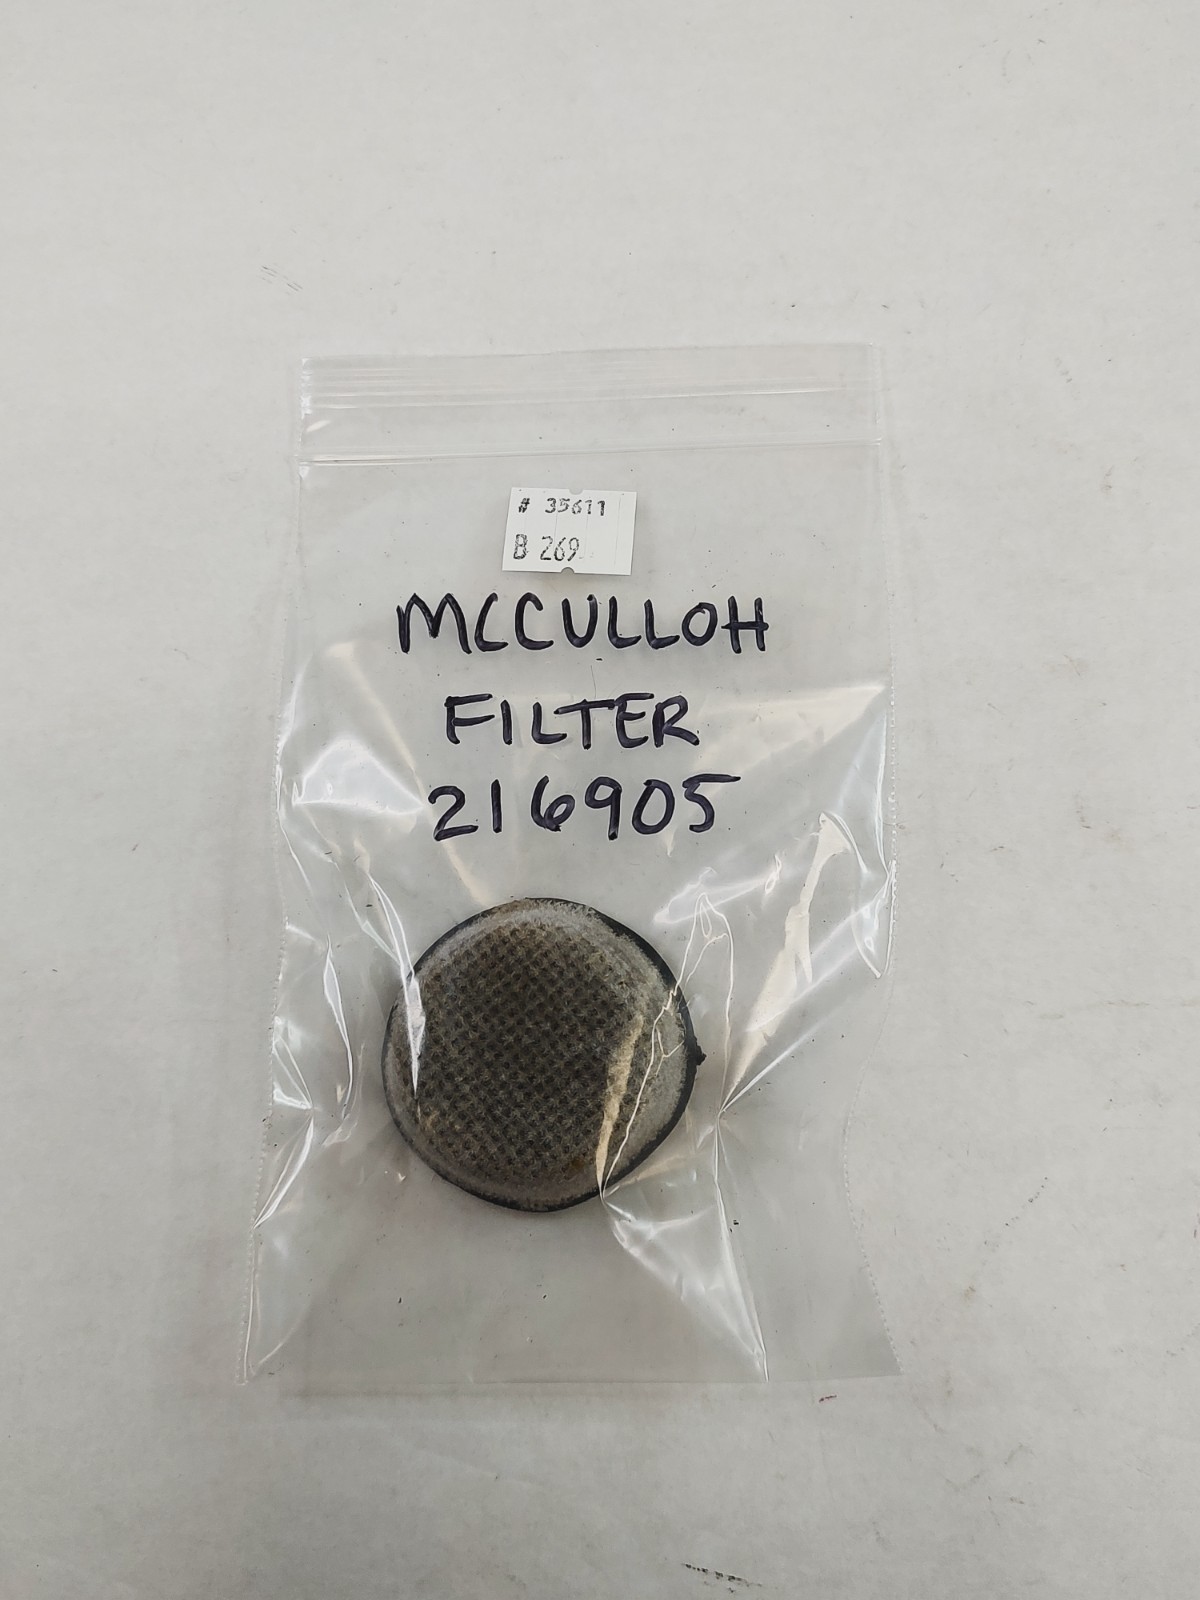 # 35611
B 269
MCCULLOH
FILTER
216905